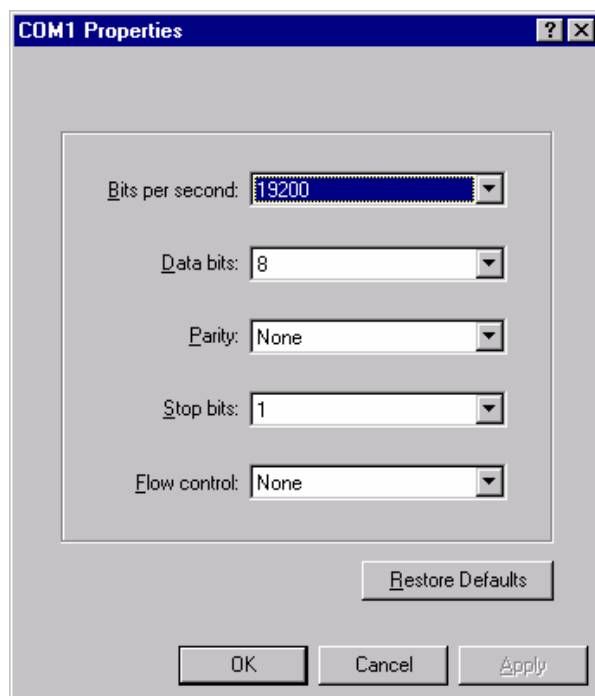 COM1 Properties
Bits per second: 19200
Data bits: 8
Parity: None
Stop bits: 1
Flow control: None
Restore Defaults
OK Cancel Apply